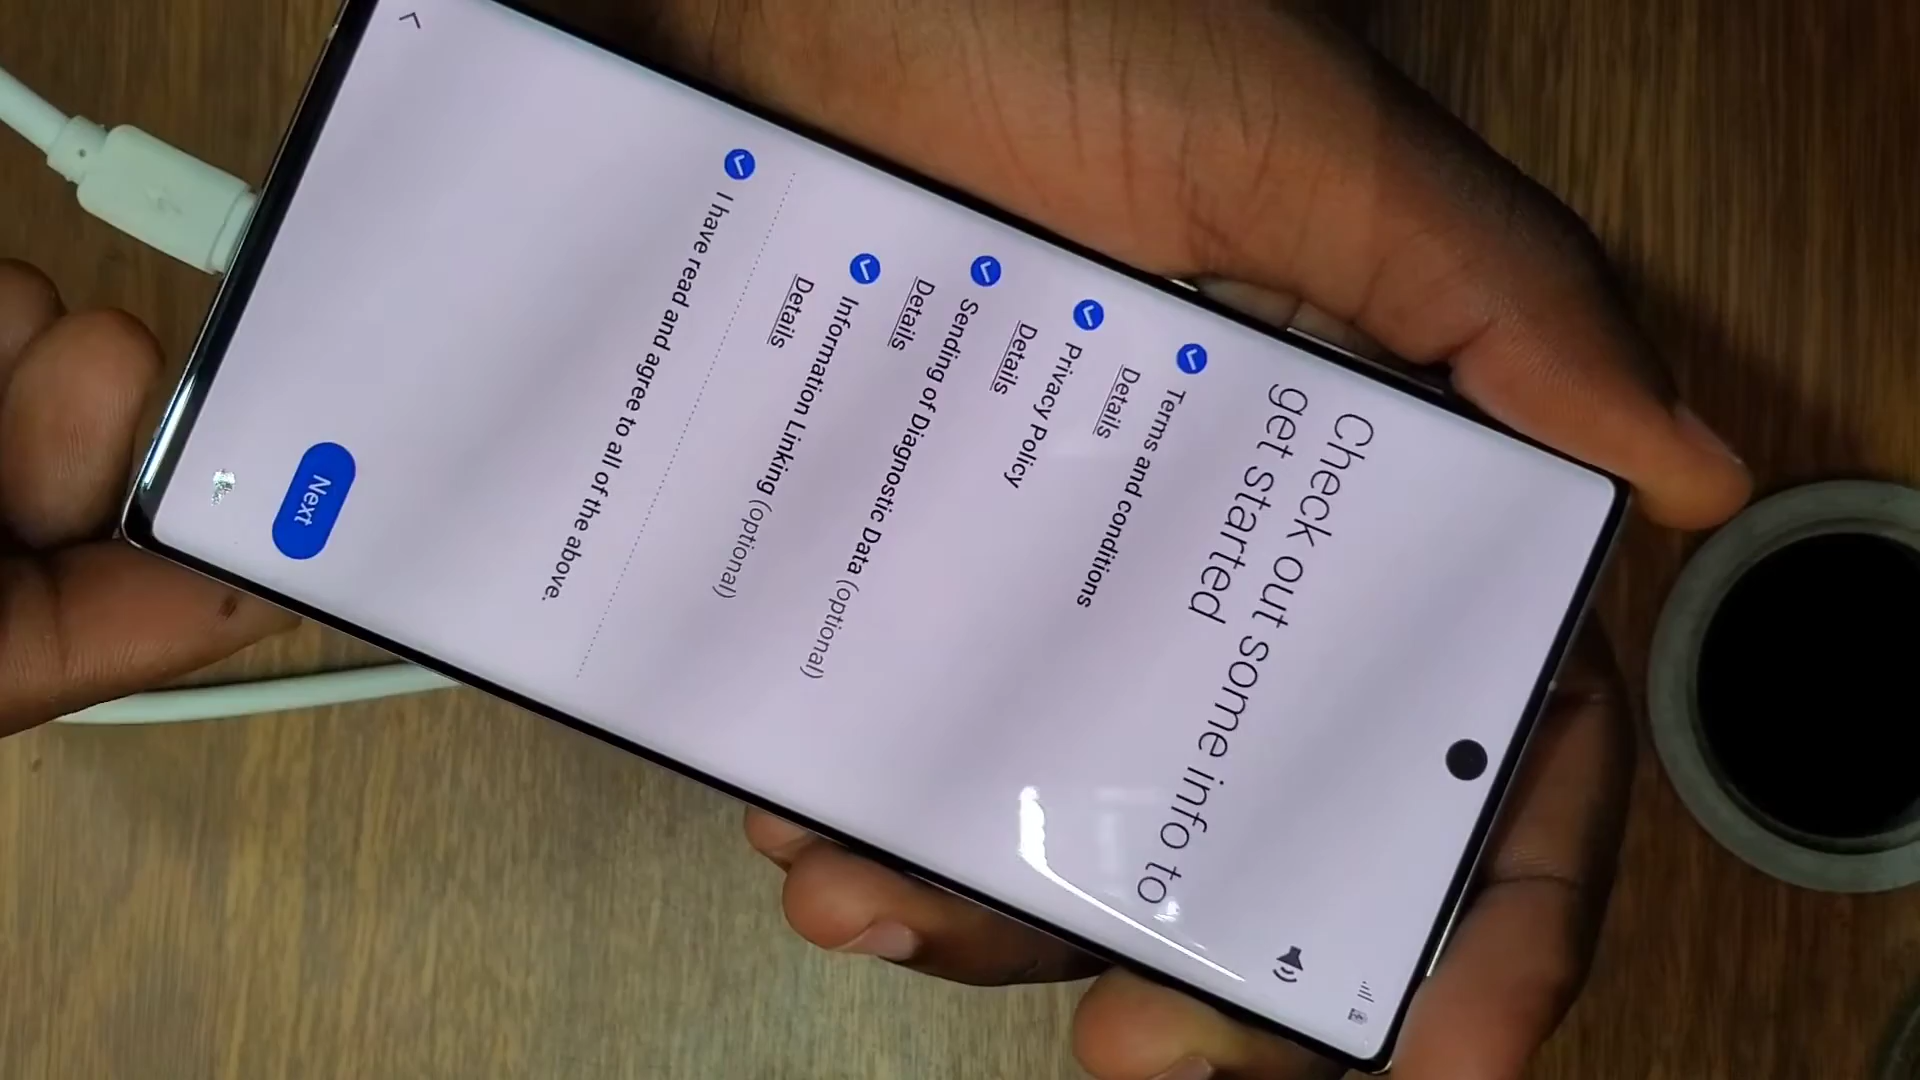 Check out some info to
get started
Terms and conditions
Details
Privacy Policy
Details
Sending of Diagnostic Data (optional)
Details
Information Linking (optional)
Details
I have read and agree to all of the above.
Next